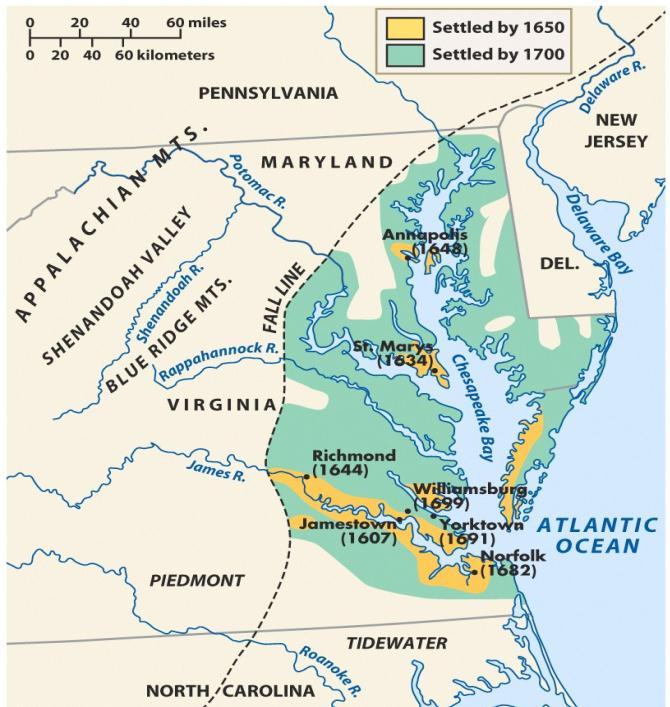 0 20 40 60 miles
0 20 40 60 kilometers
Settled by 1650
Settled by 1700
PENNSYLVANIA
Delaware R.
NEW
JERSEY
MARYLAND
APPALACHIAN MTS.
Potomac R.
Delaware Bay
SHENANDOAH VALLEY
Annapolis
(1648)
DEL.
Shenandoah R.
BLUE RIDGE MTS.
FALL LINE
Rappahannock R.
St. Marys
(1634)
Chesapeake Bay
VIRGINIA
Richmond
(1644)
James R.
Williamsburg
(1699)
Jamestown
(1607)
Yorktown
(1691)
ATLANTIC
OCEAN
Norfolk
(1682)
PIEDMONT
TIDEWATER
Roanoke R.
NORTH CAROLINA